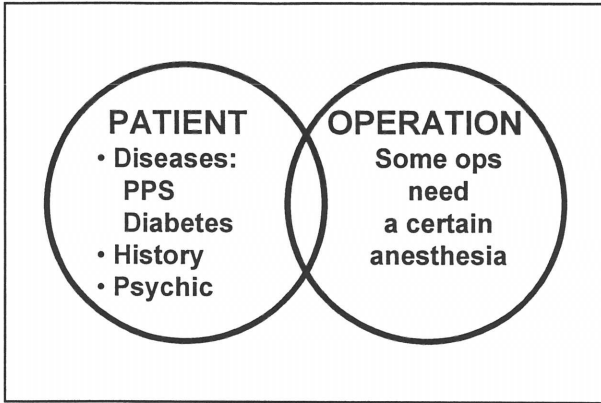 PATIENT
• Diseases:
PPS
Diabetes
• History
• Psychic
OPERATION
Some ops
need
a certain
anesthesia